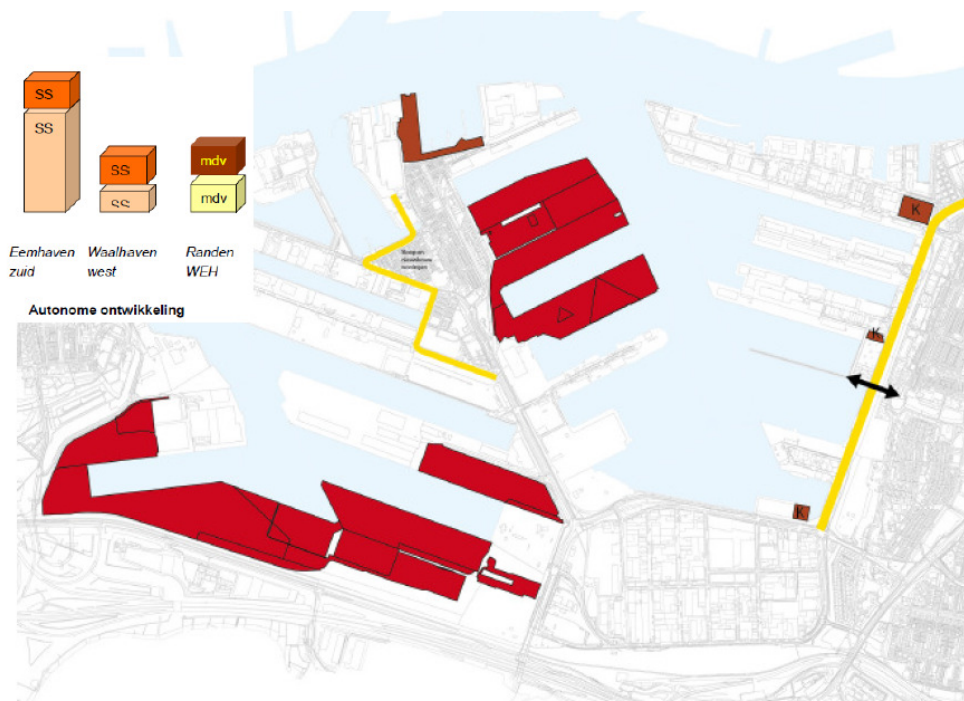 SS
SS
SS
SS
mdv
mdv
Eemhaven
zuid
Waalhaven
west
Randen
WEH
Autonome ontwikkeling
K
K
K